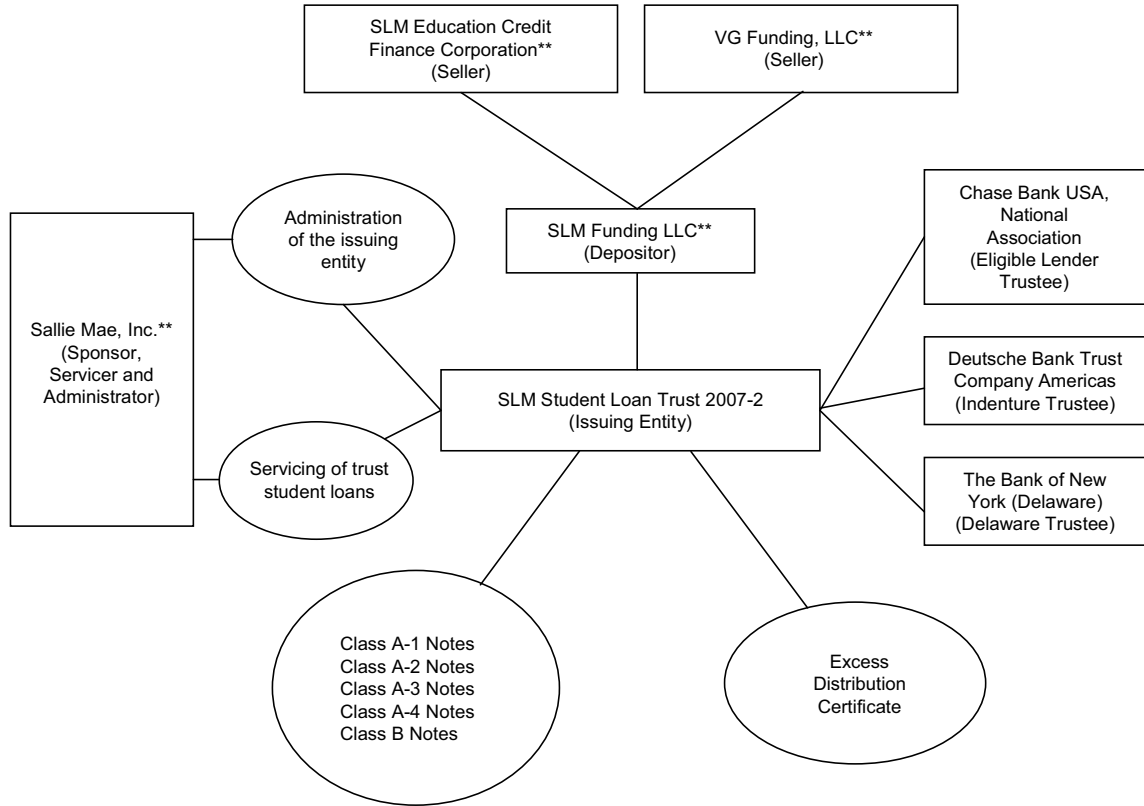 SLM Education Credit
Finance Corporation**
(Seller)
VG Funding, LLC**
(Seller)
Administration
of the issuing
entity
SLM Funding LLC**
(Depositor)
Chase Bank USA,
National
Association
(Eligible Lender
Trustee)
Sallie Mae, Inc.**
(Sponsor,
Servicer and
Administrator)
SLM Student Loan Trust 2007-2
(Issuing Entity)
Deutsche Bank Trust
Company Americas
(Indenture Trustee)
Servicing of trust
student loans
The Bank of New
York (Delaware)
(Delaware Trustee)
Class A-1 Notes
Class A-2 Notes
Class A-3 Notes
Class A-4 Notes
Class B Notes
Excess
Distribution
Certificate